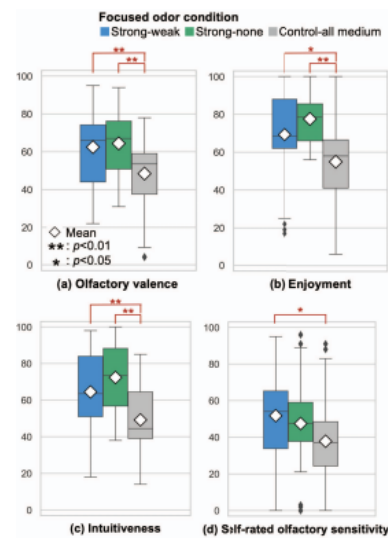 Focused odor condition
Strong-weak Strong-none Control-all medium
** *
** **
100 100
80 80
60 60
40 40
20 20
0 0
Mean
**: p<0.01
*: p<0.05
(a) Olfactory valence (b) Enjoyment
** *
**
100 100
80 80
60 60
40 40
20 20
0 0
(c) Intuitiveness (d) Self-rated olfactory sensitivity